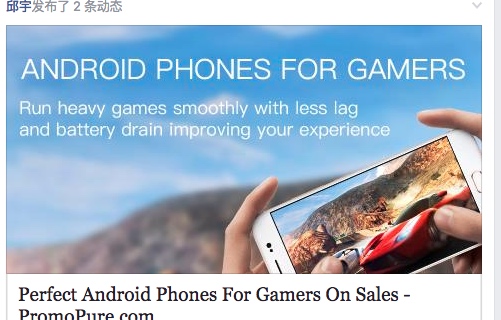 邱宇发布了 2 条动态
ANDROID PHONES FOR GAMERS
Run heavy games smoothly with less lag
and battery drain improving your experience
Perfect Android Phones For Gamers On Sales -
PromoPure.com